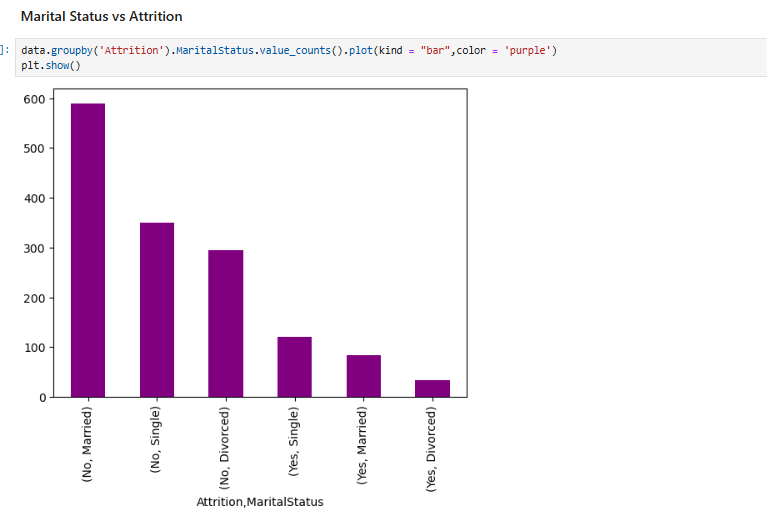 Marital Status vs Attrition
]: data.groupby('Attrition').MaritalStatus.value_counts().plot(kind = "bar",color = 'purple')
plt.show()
600
500
400
300
200
100
0
(No, Married)
(No, Single)
(No, Divorced)
(Yes, Single)
(Yes, Married)
(Yes, Divorced)
Attrition,MaritalStatus